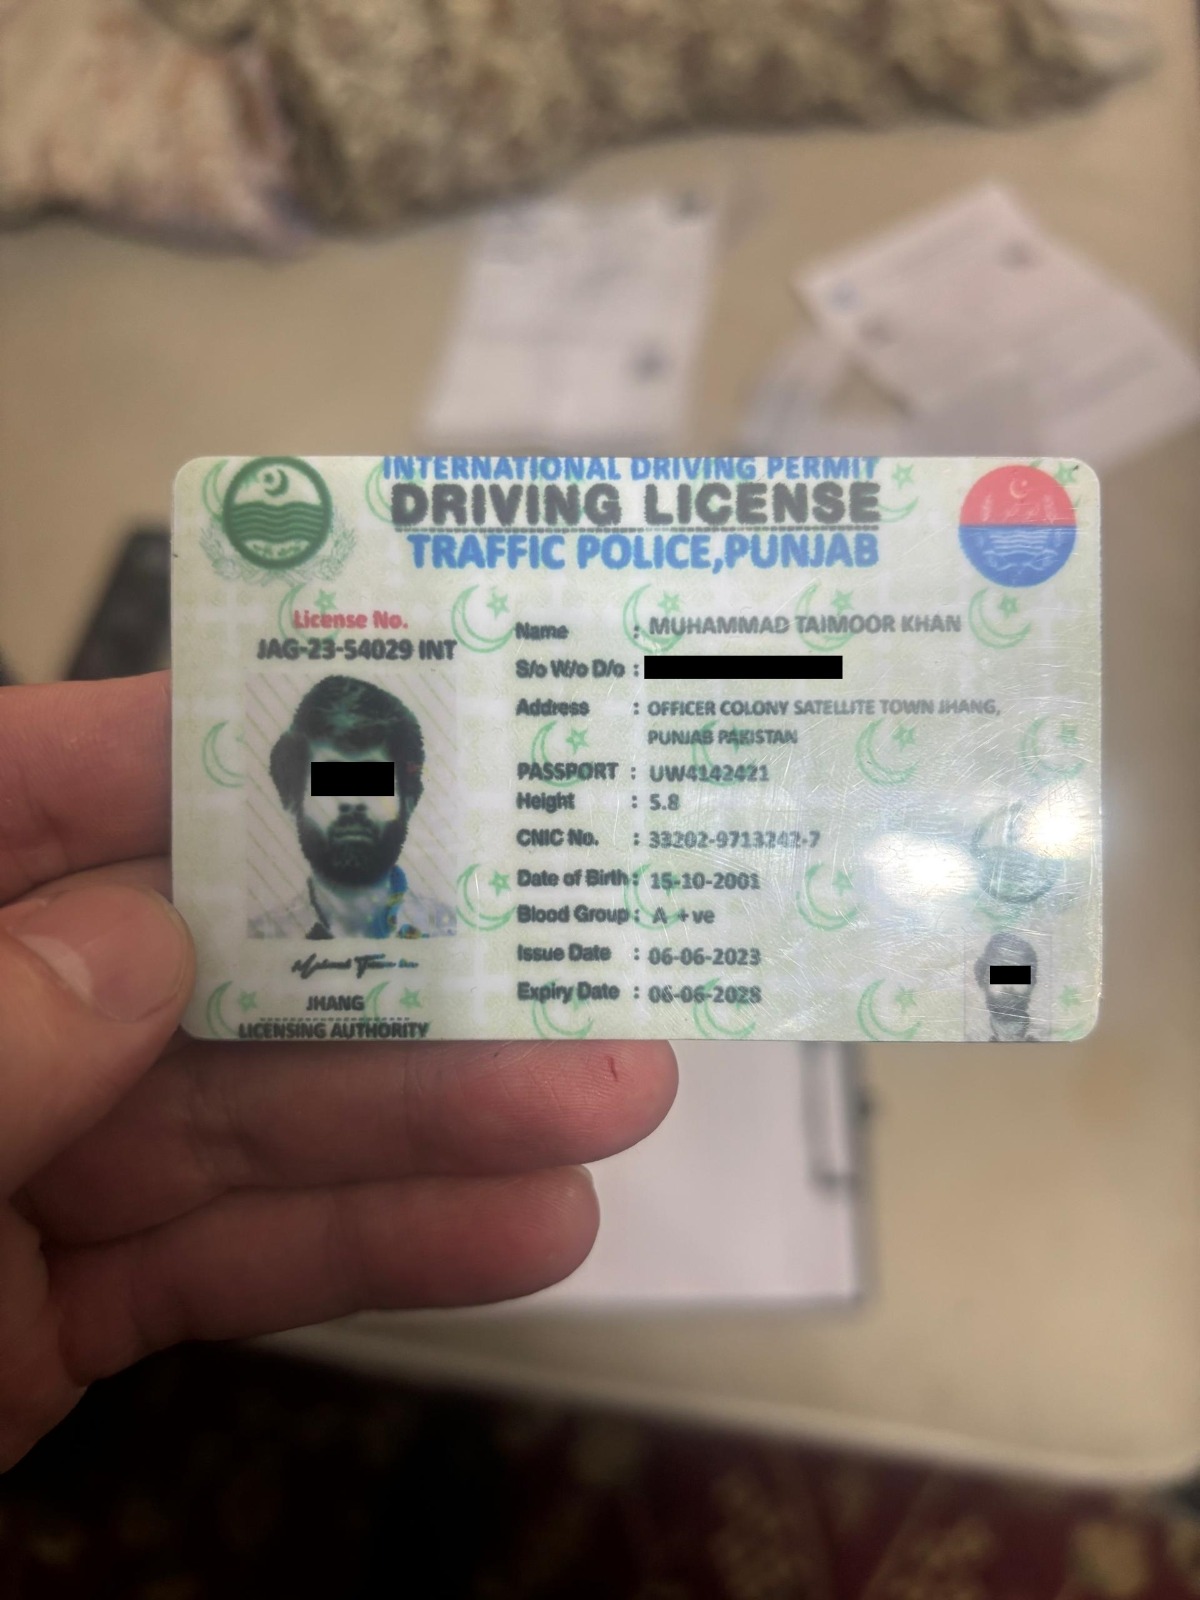 INTERNATIONAL DRIVING PERMIT
DRIVING LICENSE
TRAFFIC POLICE,PUNJAB
License No.
JAG-23-54029 INT
Name : MUHAMMAD TAIMOOR KHAN
S/o W/o D/o :
Address : OFFICER COLONY SATELLITE TOWN JHANG,
PUNJAB PAKISTAN
PASSPORT : UW4142421
Height : 5.8
CNIC No. : 33202-9713242-7
Date of Birth : 15-10-2001
Blood Group : A +ve
Issue Date : 06-06-2023
Expiry Date : 06-06-2028
JHANG
LICENSING AUTHORITY